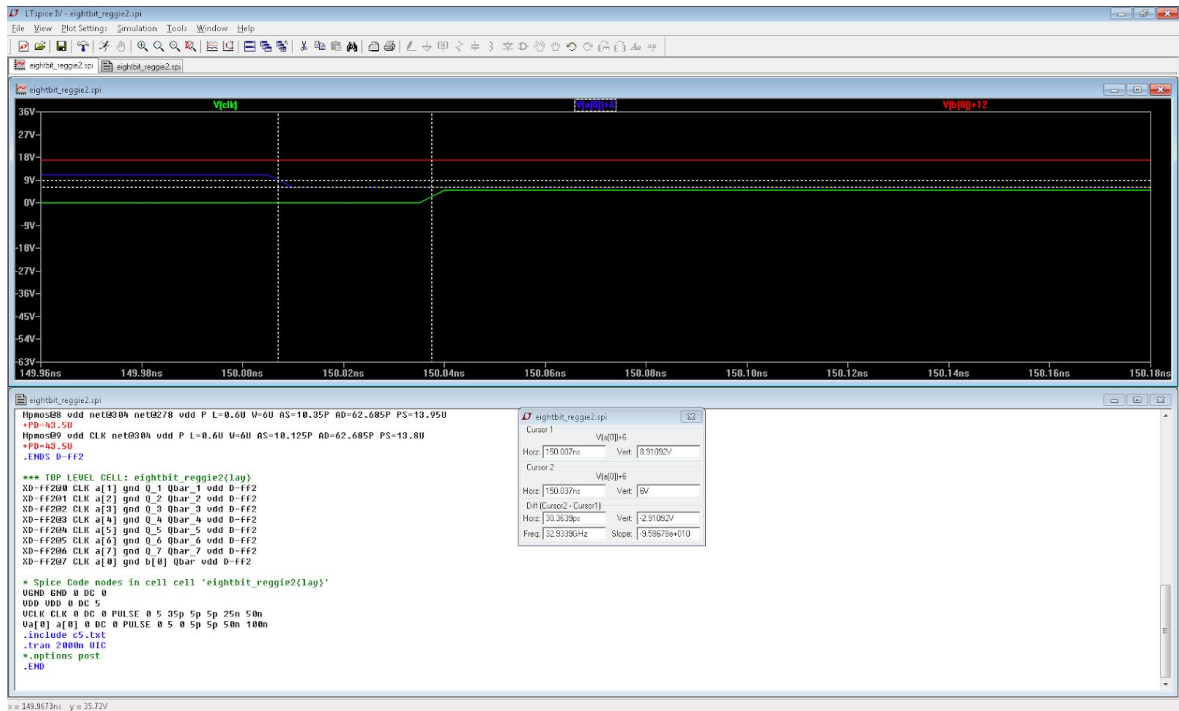 LTspice IV - eightbit_reggie2.spi
File View Plot Settings Simulation Tools Window Help
eightbit_reggie2.spi eightbit_reggie2.spi
eightbit_reggie2.spi
V(clk) V(a[0])+6 V(b[0])+12
36V
27V
18V
9V
0V
-9V
-18V
-27V
-36V
-45V
-54V
-63V
149.96ns 149.98ns 150.00ns 150.02ns 150.04ns 150.06ns 150.08ns 150.10ns 150.12ns 150.14ns 150.16ns 150.18ns
eightbit_reggie2.spi
Mpmos@8 vdd net@304 net@278 vdd P L=0.6U W=6U AS=10.35P AD=62.685P PS=13.95U
+PD=43.5U
Mpmos@9 vdd CLK net@304 vdd P L=0.6U W=6U AS=10.125P AD=62.685P PS=13.8U
+PD=43.5U
.ENDS D-ff2
*** TOP LEVEL CELL: eightbit_reggie2{lay}
XD-ff2@0 CLK a[1] gnd Q_1 Qbar_1 vdd D-ff2
XD-ff2@1 CLK a[2] gnd Q_2 Qbar_2 vdd D-ff2
XD-ff2@2 CLK a[3] gnd Q_3 Qbar_3 vdd D-ff2
XD-ff2@3 CLK a[4] gnd Q_4 Qbar_4 vdd D-ff2
XD-ff2@4 CLK a[5] gnd Q_5 Qbar_5 vdd D-ff2
XD-ff2@5 CLK a[6] gnd Q_6 Qbar_6 vdd D-ff2
XD-ff2@6 CLK a[7] gnd Q_7 Qbar_7 vdd D-ff2
XD-ff2@7 CLK a[0] gnd b[0] Qbar vdd D-ff2
* Spice Code nodes in cell cell 'eightbit_reggie2{lay}'
VGND GND 0 DC 0
VDD VDD 0 DC 5
VCLK CLK 0 DC 0 PULSE 0 5 35p 5p 5p 25n 50n
Va[0] a[0] 0 DC 0 PULSE 0 5 0 5p 5p 50n 100n
.include c5.txt
.tran 2000n UIC
*.options post
.END
eightbit_reggie2.spi
Cursor 1
V(a[0])+6
Horz: 150.007ns Vert: 8.91092V
Cursor 2
V(a[0])+6
Horz: 150.037ns Vert: 6V
Diff (Cursor2 - Cursor1)
Horz: 30.3639ps Vert: -2.91092V
Freq: 32.9339GHz Slope: -9.58678e+010
x = 149.9673ns y = 35.72V